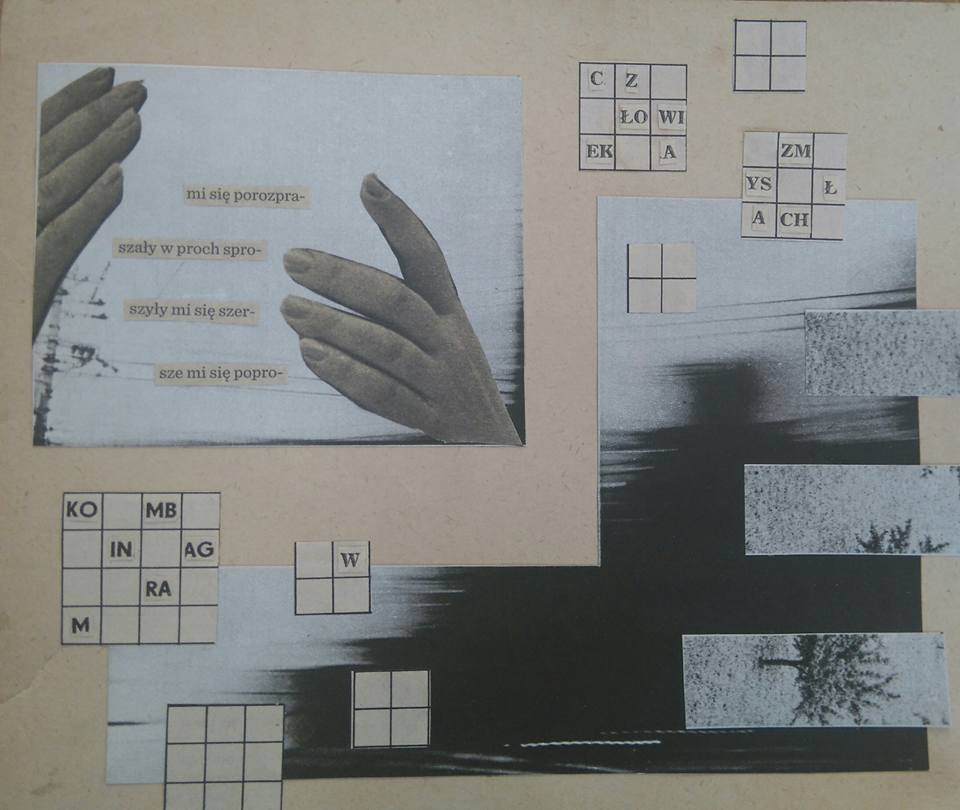 mi się porozpra-
szały w proch spro-
szyły mi się szer-
sze mi się popro-
C Z
ŁO WI
EK A
ZM
YS Ł
A CH
KO MB
IN AG
RA
M
W